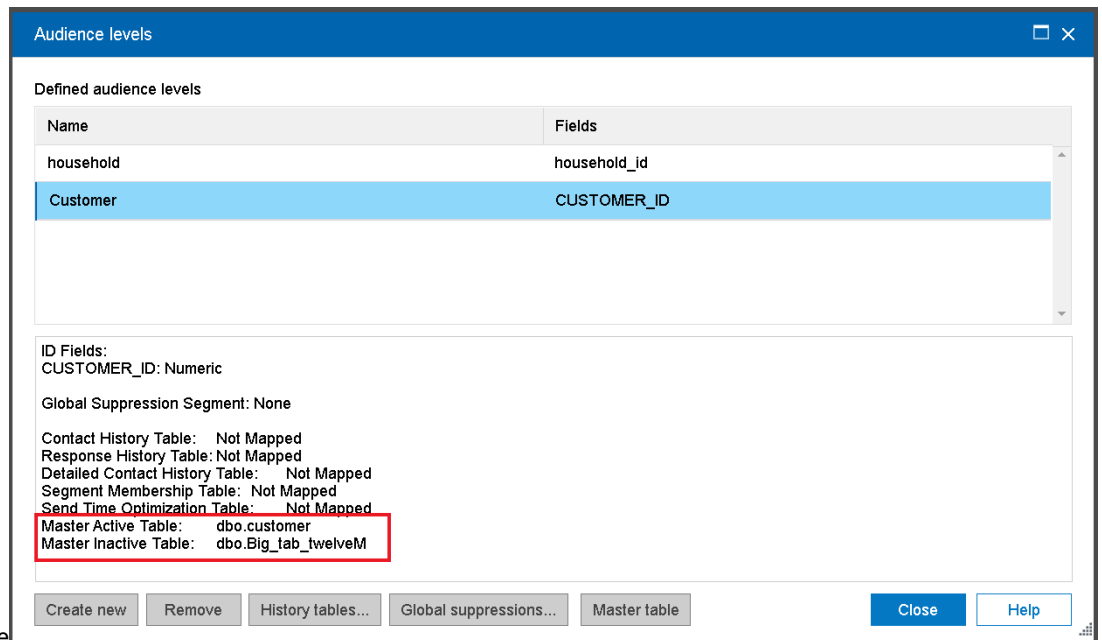 Audience levels
Defined audience levels
Name Fields
household household_id
Customer CUSTOMER_ID
ID Fields:
CUSTOMER_ID: Numeric
Global Suppression Segment: None
Contact History Table: Not Mapped
Response History Table: Not Mapped
Detailed Contact History Table: Not Mapped
Segment Membership Table: Not Mapped
Send Time Optimization Table: Not Mapped
Master Active Table: dbo.customer
Master Inactive Table: dbo.Big_tab_twelveM
Create new Remove History tables... Global suppressions... Master table Close Help
e